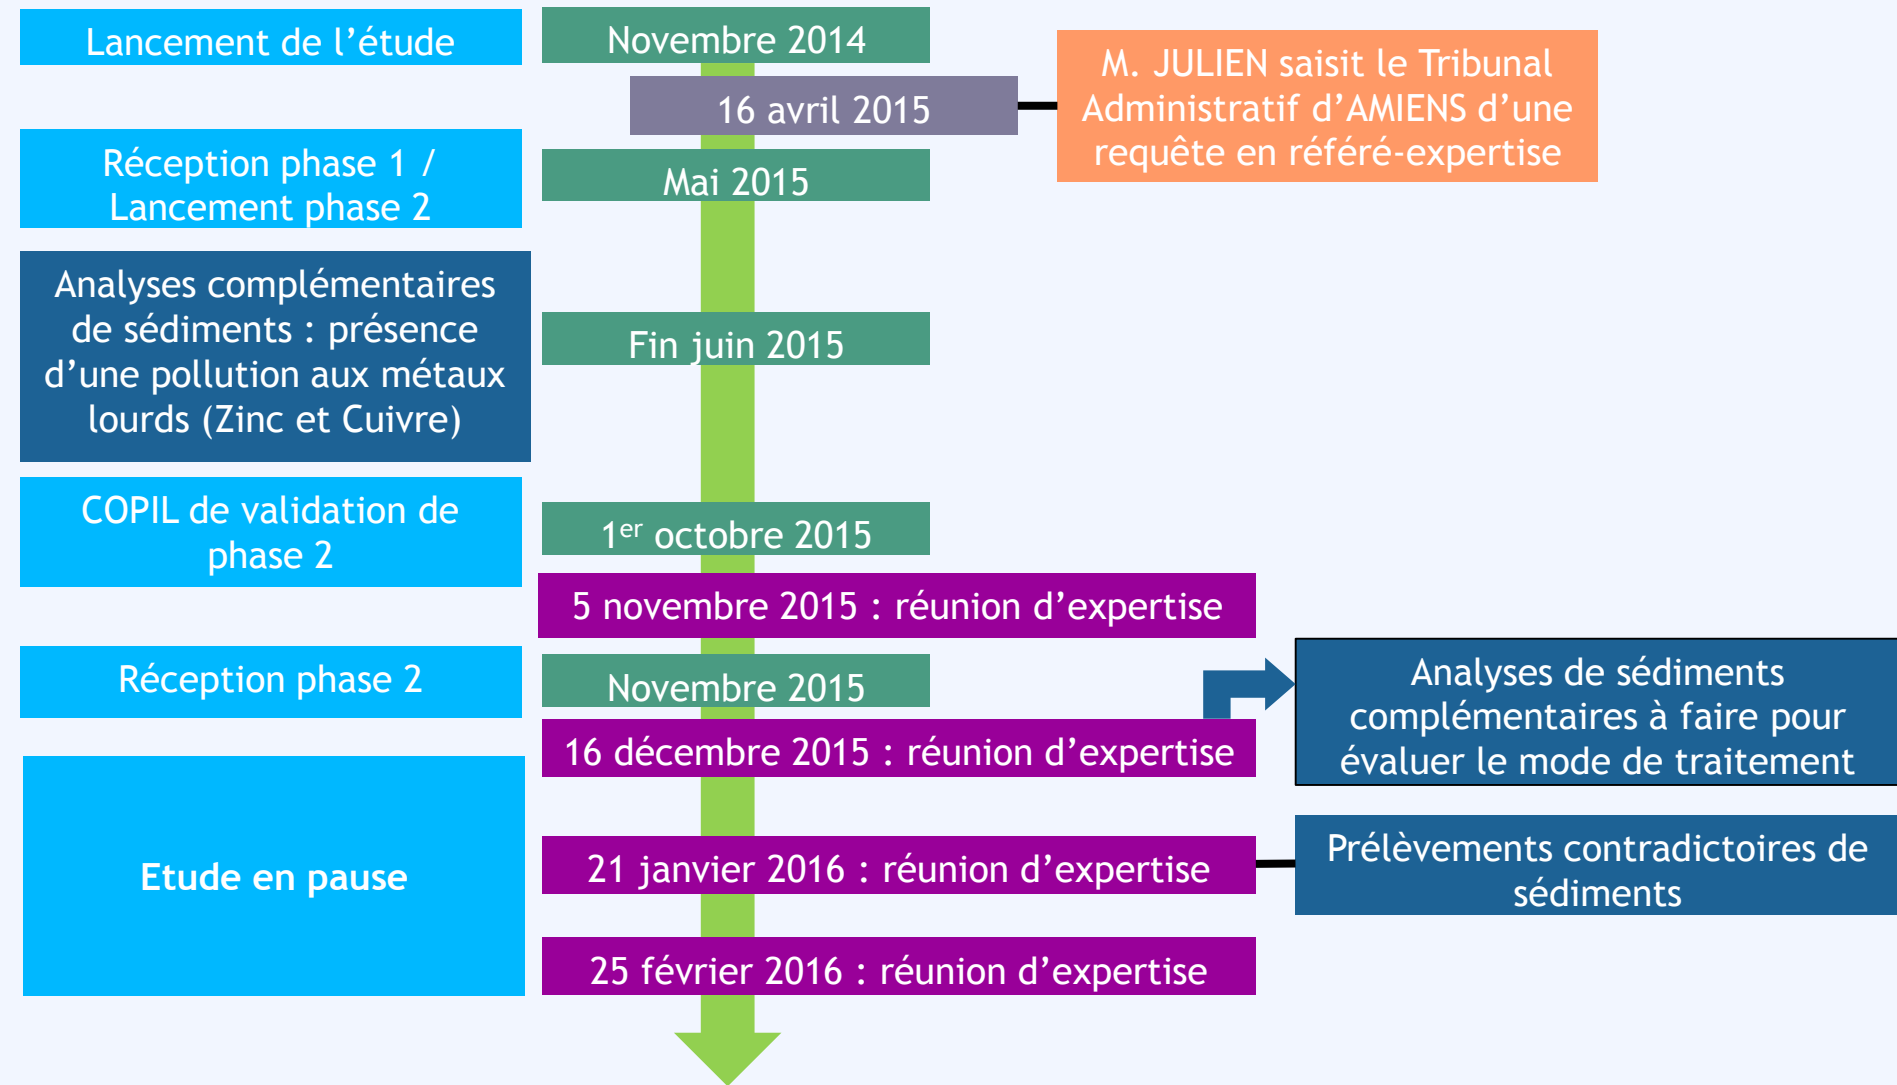 Lancement de l’étude
Novembre 2014
16 avril 2015
M. JULIEN saisit le Tribunal
Administratif d’AMIENS d’une
requête en référé-expertise
Réception phase 1 /
Lancement phase 2
Mai 2015
Analyses complémentaires
de sédiments : présence
d’une pollution aux métaux
lourds (Zinc et Cuivre)
Fin juin 2015
COPIL de validation de
phase 2
1er octobre 2015
5 novembre 2015 : réunion d’expertise
Réception phase 2
Novembre 2015
16 décembre 2015 : réunion d’expertise
Analyses de sédiments
complémentaires à faire pour
évaluer le mode de traitement
Etude en pause
21 janvier 2016 : réunion d’expertise
Prélèvements contradictoires de
sédiments
25 février 2016 : réunion d’expertise